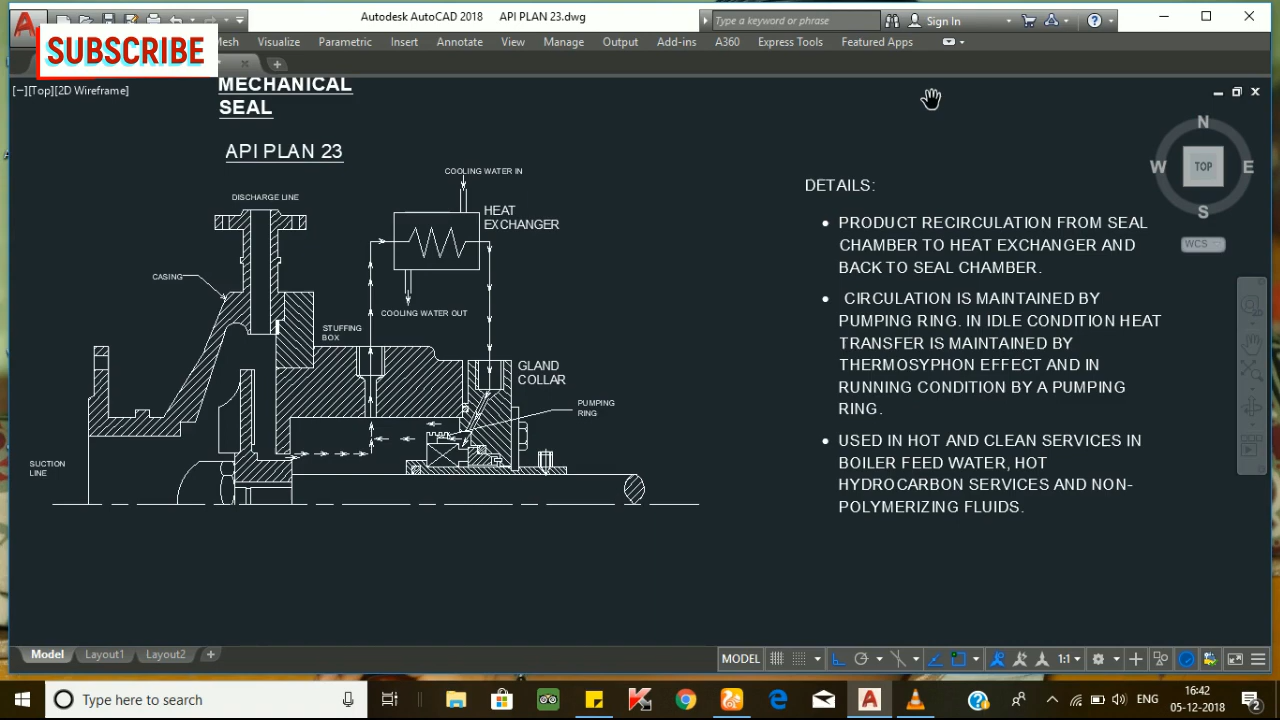 Autodesk AutoCAD 2018 API PLAN 23.dwg
Type a keyword or phrase
Sign In
SUBSCRIBE
Mesh Visualize Parametric Insert Annotate View Manage Output Add-ins A360 Express Tools Featured Apps
[−][Top][2D Wireframe]
MECHANICAL
SEAL
API PLAN 23
DISCHARGE LINE
COOLING WATER IN
HEAT
EXCHANGER
CASING
COOLING WATER OUT
STUFFING
BOX
GLAND
COLLAR
PUMPING
RING
SUCTION
LINE
DETAILS:
• PRODUCT RECIRCULATION FROM SEAL
CHAMBER TO HEAT EXCHANGER AND
BACK TO SEAL CHAMBER.
• CIRCULATION IS MAINTAINED BY
PUMPING RING. IN IDLE CONDITION HEAT
TRANSFER IS MAINTAINED BY
THERMOSYPHON EFFECT AND IN
RUNNING CONDITION BY A PUMPING
RING.
• USED IN HOT AND CLEAN SERVICES IN
BOILER FEED WATER, HOT
HYDROCARBON SERVICES AND NON-
POLYMERIZING FLUIDS.
N
W TOP E
S
WCS
Model Layout1 Layout2
MODEL 1:1
Type here to search
ENG
16:42
05-12-2018
2